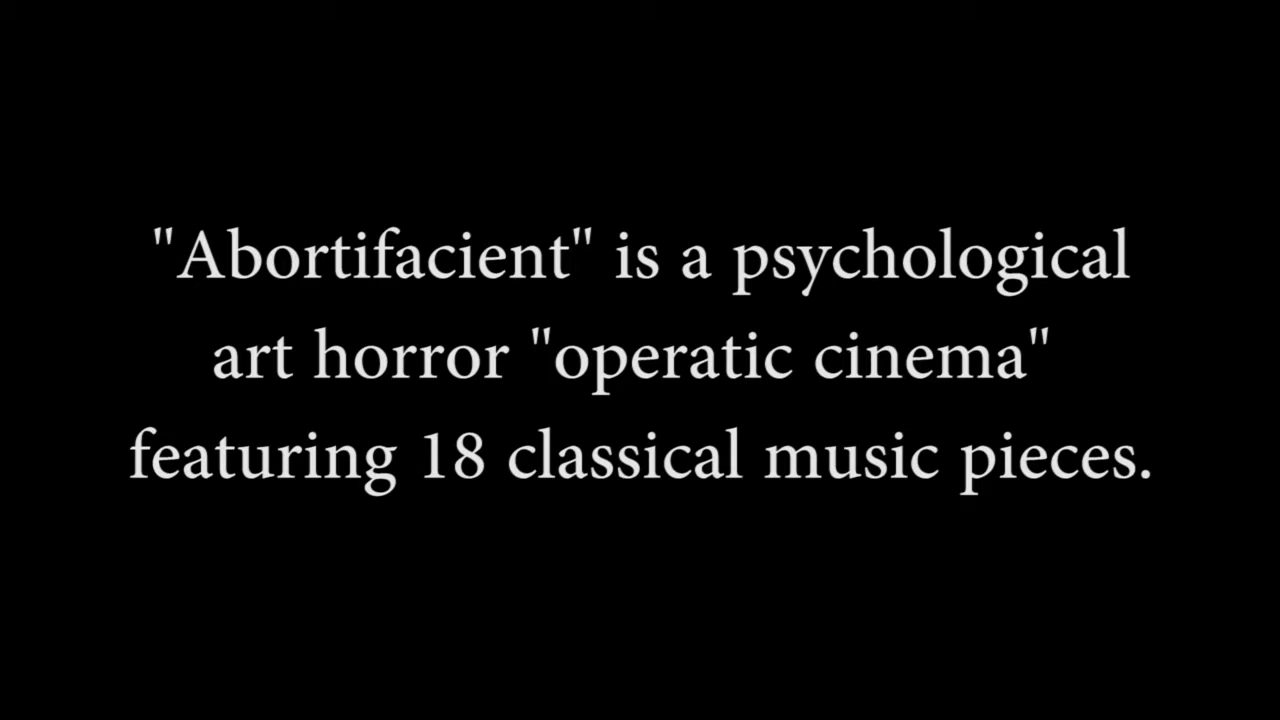 "Abortifacient" is a psychological
art horror "operatic cinema"
featuring 18 classical music pieces.